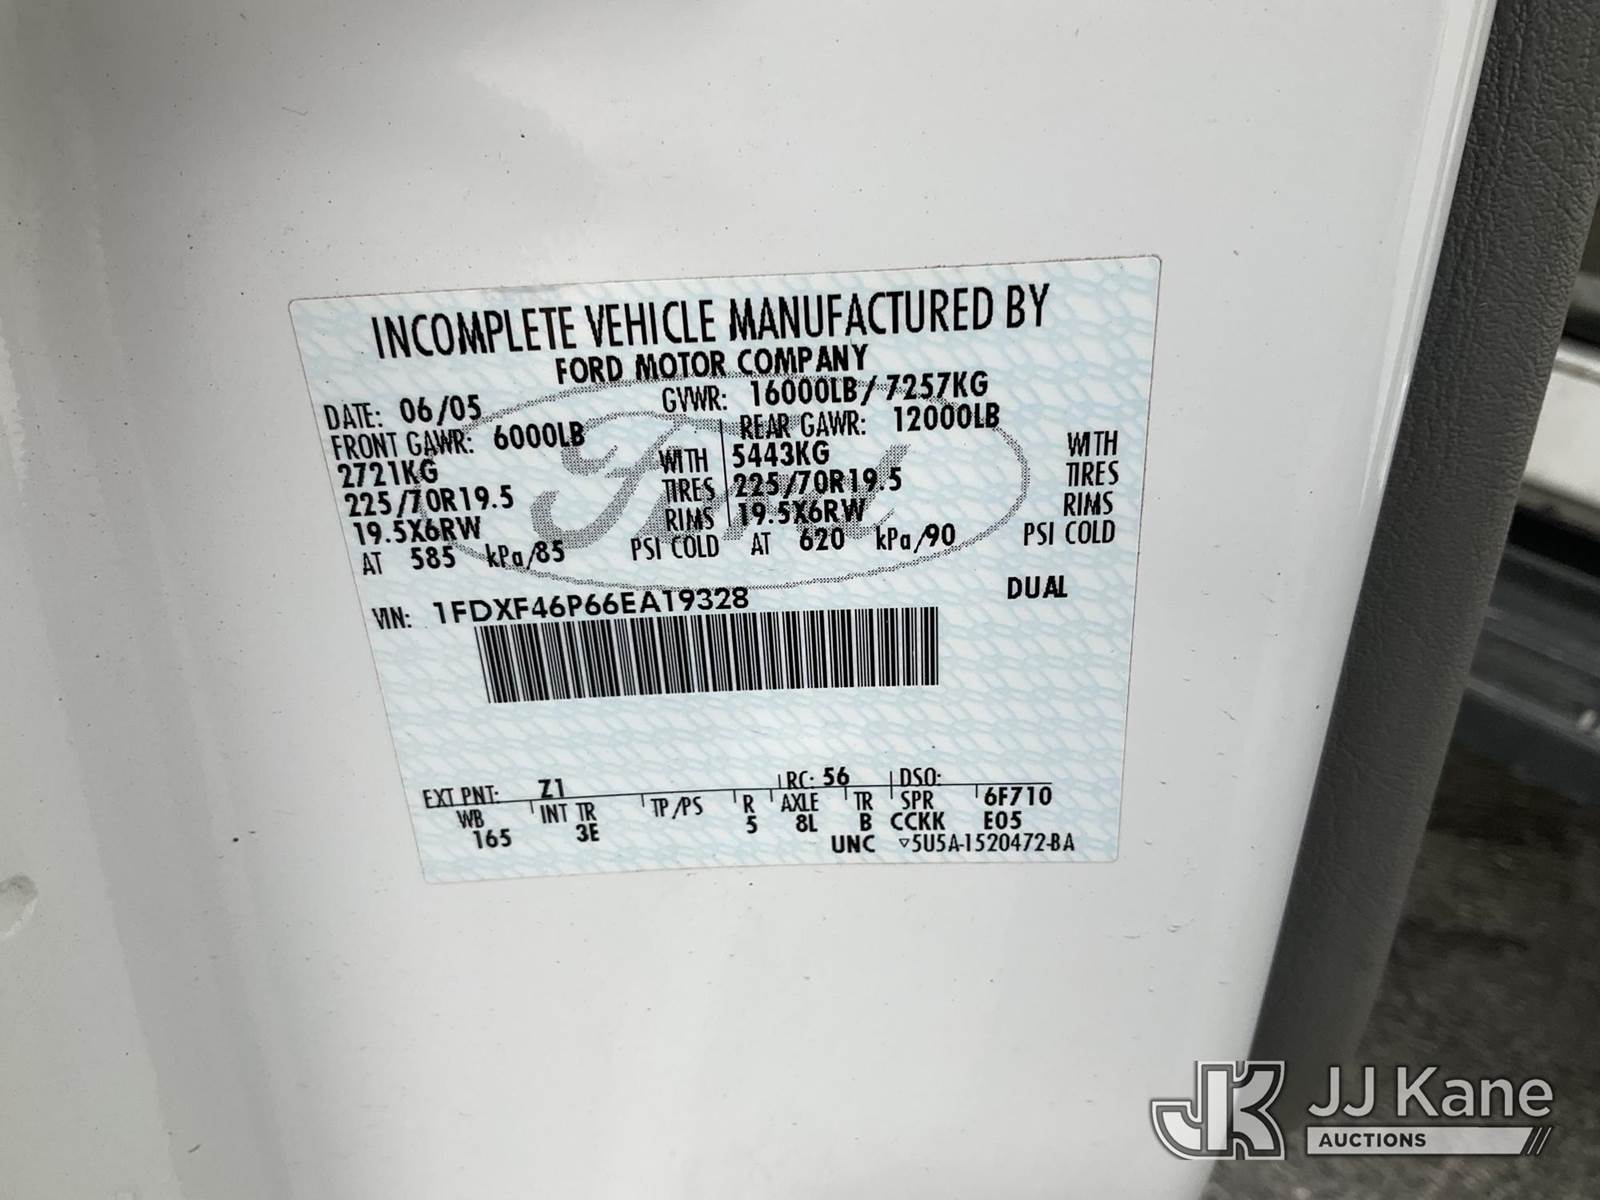 INCOMPLETE VEHICLE MANUFACTURED BY
FORD MOTOR COMPANY
DATE: 06/05 GVWR: 16000LB / 7257KG
FRONT GAWR: 6000LB REAR GAWR: 12000LB
2721KG WITH 5443KG WITH
225/70R19.5 TIRES 225/70R19.5 TIRES
19.5X6RW RIMS 19.5X6RW RIMS
AT 585 kPa/85 PSI COLD AT 620 kPa/90 PSI COLD
VIN: 1FDXF46P66EA19328 DUAL
Ford
EXT PNT: Z1 RC: 56 DSO:
WB INT TR TP/PS R AXLE TR SPR 6F710
165 3E 5 8L B CCKK E05
UNC ▽5U5A-1520472-BA
JK JJ Kane
AUCTIONS